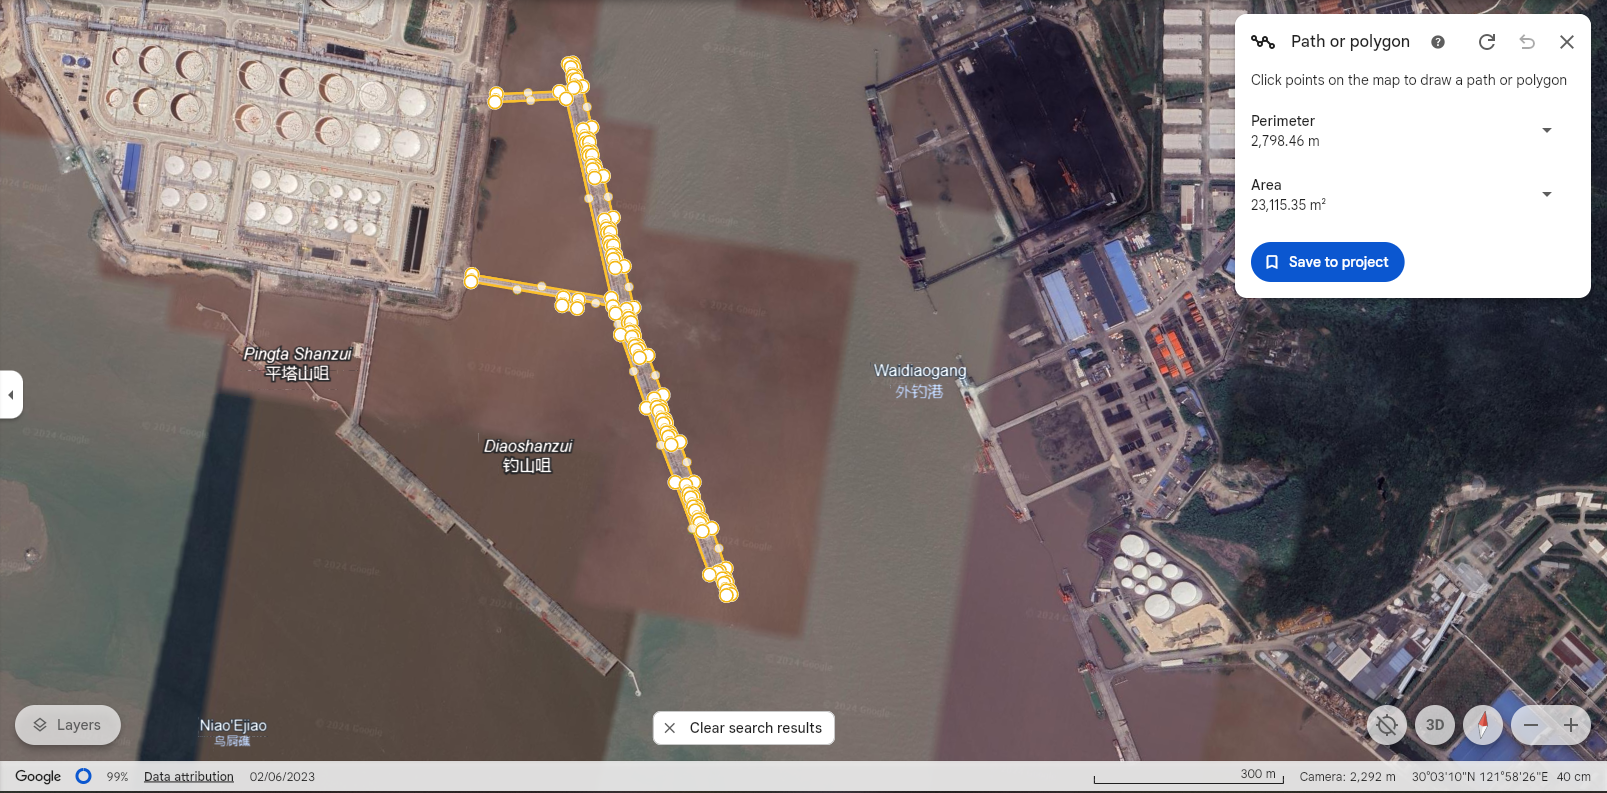 Path or polygon
Click points on the map to draw a path or polygon
Perimeter
2,798.46 m
Area
23,115.35 m²
Save to project
Pingta Shanzui
平塔山咀
Waidiaogang
外钓港
Diaoshanzui
钓山咀
Niao'Ejiao
Layers
Clear search results
3D
Google 99% Data attribution 02/06/2023 300 m Camera: 2,292 m 30°03'10"N 121°58'26"E 40 cm